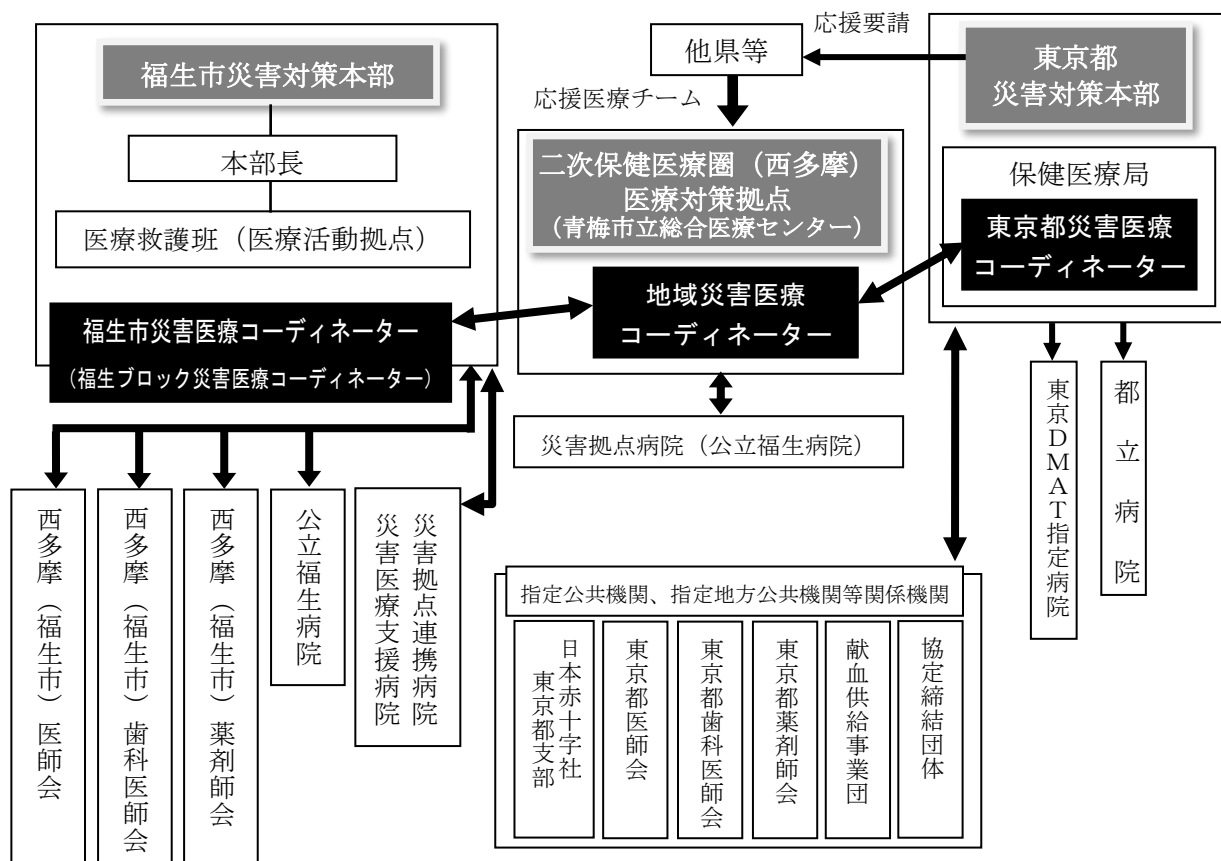 福生市災害対策本部
本部長
医療救護班(医療活動拠点)
福生市災害医療コーディネーター
(福生ブロック災害医療コーディネーター)
応援要請
他県等
応援医療チーム
二次保健医療圏(西多摩)
医療対策拠点
(青梅市立総合医療センター)
地域災害医療
コーディネーター
災害拠点病院(公立福生病院)
東京都
災害対策本部
保健医療局
東京都災害医療
コーディネーター
西多摩(福生市)医師会
西多摩(福生市)歯科医師会
西多摩(福生市)薬剤師会
公立福生病院
災害拠点連携病院
災害医療支援病院
東京DMAT指定病院
都立病院
指定公共機関、指定地方公共機関等関係機関
日本赤十字社
東京都支部
東京都医師会
東京都歯科医師会
東京都薬剤師会
献血供給事業団
協定締結団体